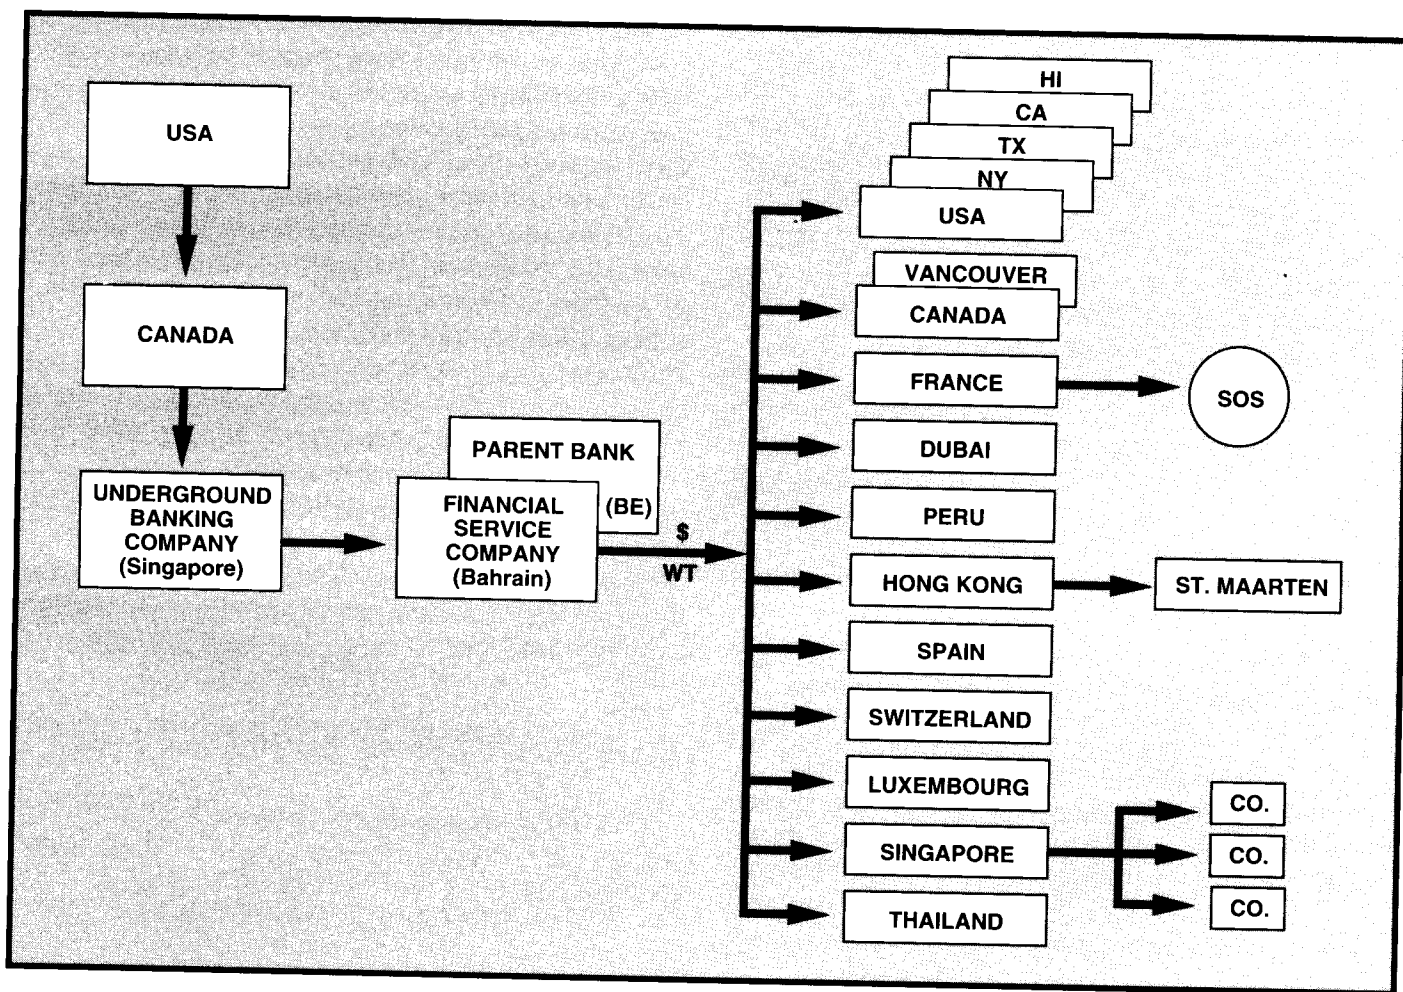 USA
CANADA
UNDERGROUND
BANKING
COMPANY
(Singapore)
PARENT BANK
(BE)
FINANCIAL
SERVICE
COMPANY
(Bahrain)
$
WT
HI
CA
TX
NY
USA
VANCOUVER
CANADA
FRANCE
SOS
DUBAI
PERU
HONG KONG
ST. MAARTEN
SPAIN
SWITZERLAND
LUXEMBOURG
SINGAPORE
CO.
CO.
CO.
THAILAND